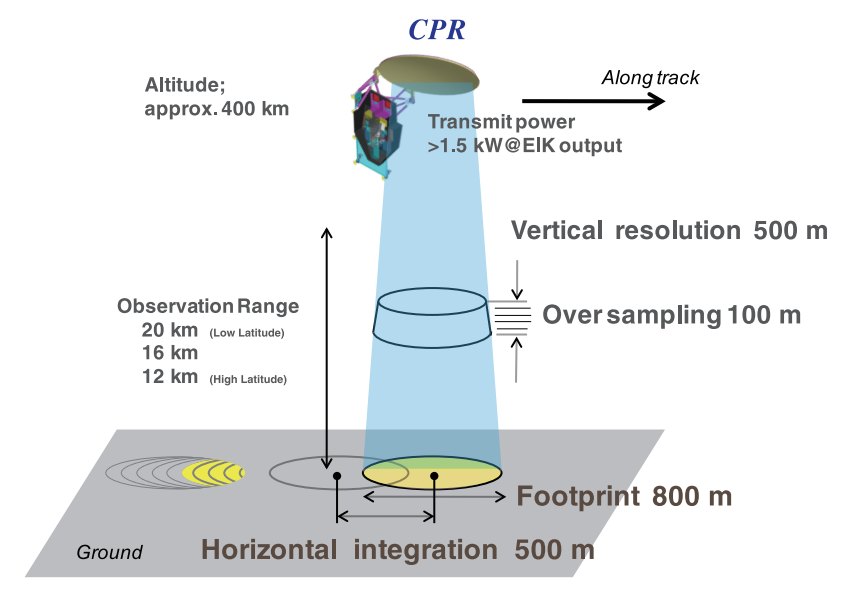 CPR
Altitude;
approx. 400 km
Along track
Transmit power
>1.5 kW@EIK output
Vertical resolution 500 m
Observation Range
20 km (Low Latitude)
16 km
12 km (High Latitude)
Over sampling 100 m
Footprint 800 m
Horizontal integration 500 m
Ground